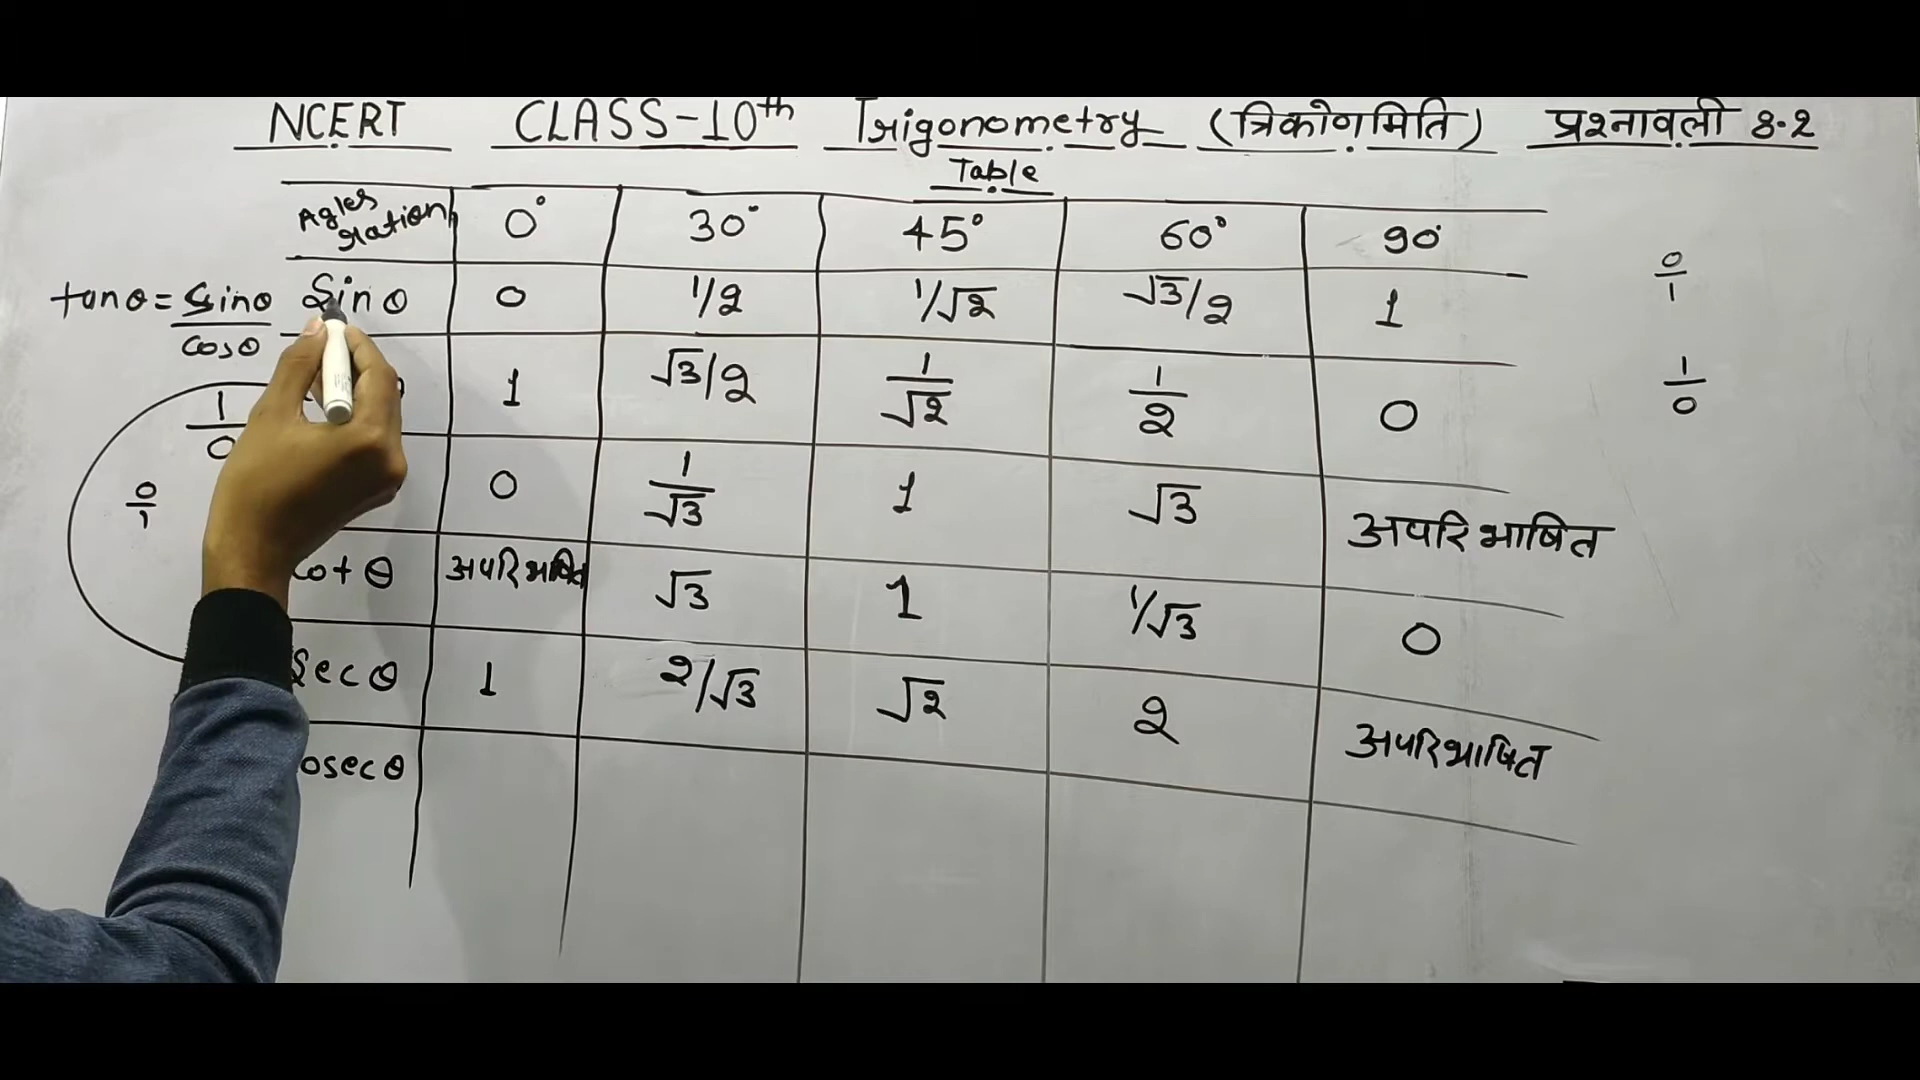 NCERT CLASS-10th Trigonometry (त्रिकोणमिति) प्रश्नावली 8.2
Table
Agles ration 0° 30° 45° 60° 90°
tanθ = sinθ/cosθ
Sinθ 0 1/2 1/√2 √3/2 1
0/1
1 √3/2 1/√2 1/2 0
1/0
1/0
0 1/√3 1 √3 अपरिभाषित
0/1
cotθ अपरिभाषित √3 1 1/√3 0
Secθ 1 2/√3 √2 2 अपरिभाषित
osecθ